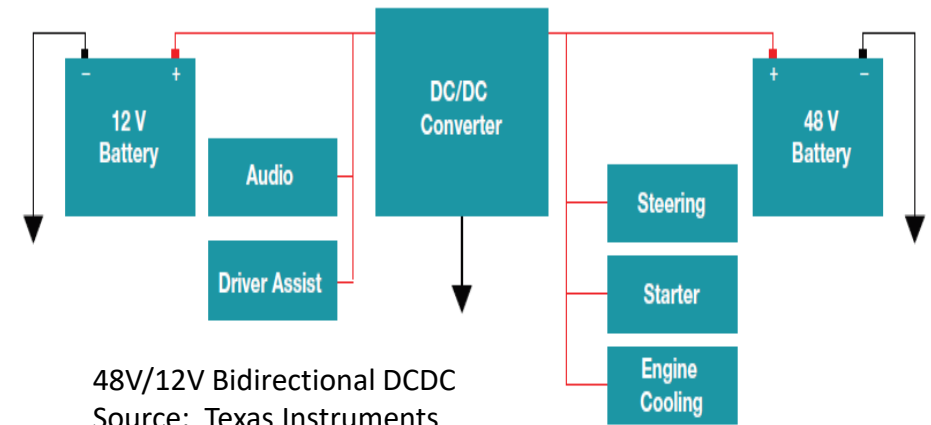 12 V
Battery
−
+
Audio
Driver Assist
DC/DC
Converter
Steering
Starter
Engine
Cooling
+
−
48 V
Battery
48V/12V Bidirectional DCDC
Source: Texas Instruments